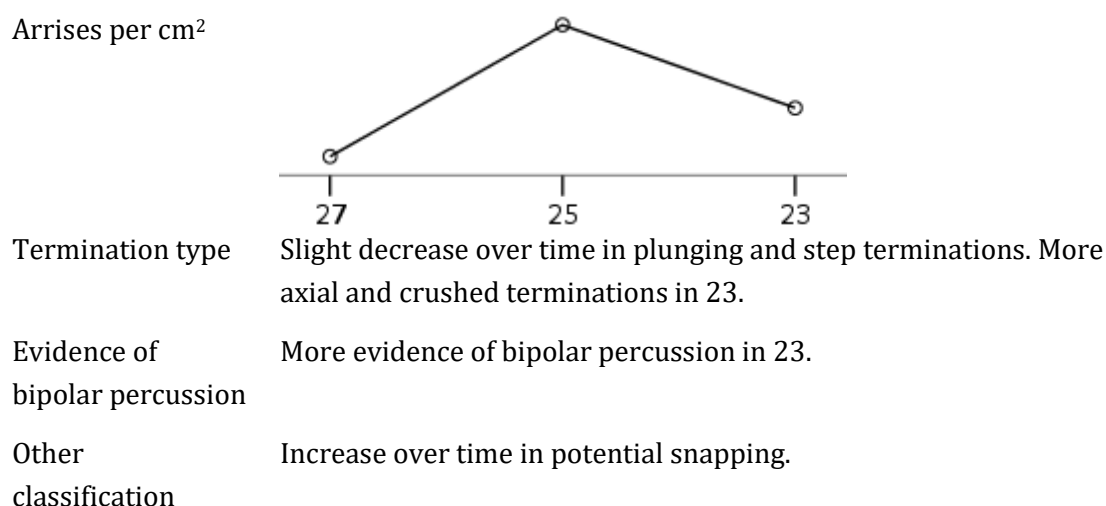 Arrises per cm²
27 25 23
Termination type Slight decrease over time in plunging and step terminations. More
axial and crushed terminations in 23.
Evidence of More evidence of bipolar percussion in 23.
bipolar percussion
Other Increase over time in potential snapping.
classification